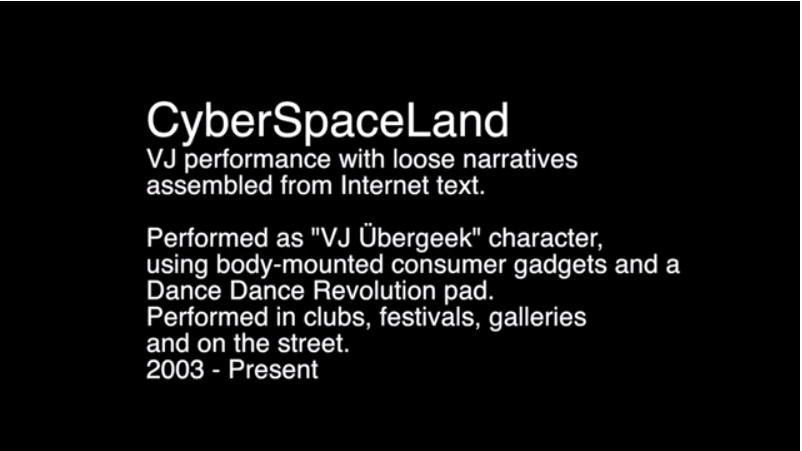 CyberSpaceLand
VJ performance with loose narratives
assembled from Internet text.
Performed as "VJ Übergeek" character,
using body-mounted consumer gadgets and a
Dance Dance Revolution pad.
Performed in clubs, festivals, galleries
and on the street.
2003 - Present